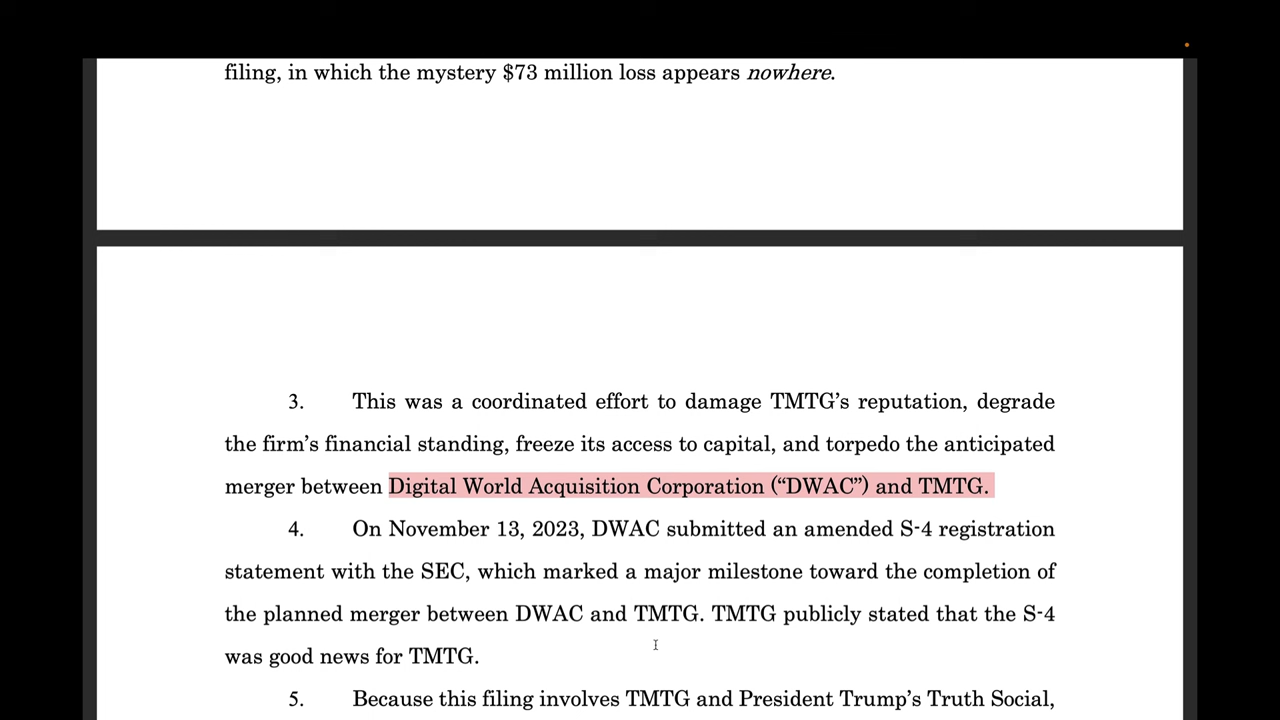 filing, in which the mystery $73 million loss appears nowhere.
3. This was a coordinated effort to damage TMTG’s reputation, degrade
the firm’s financial standing, freeze its access to capital, and torpedo the anticipated
merger between Digital World Acquisition Corporation (“DWAC”) and TMTG.
4. On November 13, 2023, DWAC submitted an amended S-4 registration
statement with the SEC, which marked a major milestone toward the completion of
the planned merger between DWAC and TMTG. TMTG publicly stated that the S-4
was good news for TMTG.
5. Because this filing involves TMTG and President Trump’s Truth Social,